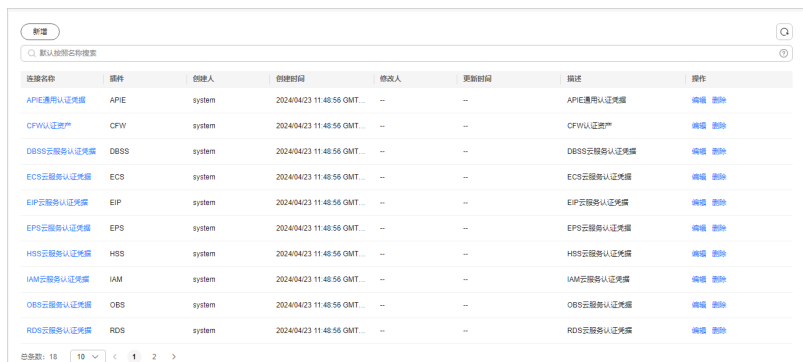 新增
默认按照名称搜索
连接名称 插件 创建人 创建时间 修改人 更新时间 描述 操作
APIE通用认证凭据 APIE system 2024/04/23 11:48:56 GMT... -- -- APIE通用认证凭据 编辑 删除
CFW认证资产 CFW system 2024/04/23 11:48:56 GMT... -- -- CFW认证资产 编辑 删除
DBSS云服务认证凭据 DBSS system 2024/04/23 11:48:56 GMT... -- -- DBSS云服务认证凭据 编辑 删除
ECS云服务认证凭据 ECS system 2024/04/23 11:48:56 GMT... -- -- ECS云服务认证凭据 编辑 删除
EIP云服务认证凭据 EIP system 2024/04/23 11:48:56 GMT... -- -- EIP云服务认证凭据 编辑 删除
EPS云服务认证凭据 EPS system 2024/04/23 11:48:56 GMT... -- -- EPS云服务认证凭据 编辑 删除
HSS云服务认证凭据 HSS system 2024/04/23 11:48:56 GMT... -- -- HSS云服务认证凭据 编辑 删除
IAM云服务认证凭据 IAM system 2024/04/23 11:48:56 GMT... -- -- IAM云服务认证凭据 编辑 删除
OBS云服务认证凭据 OBS system 2024/04/23 11:48:56 GMT... -- -- OBS云服务认证凭据 编辑 删除
RDS云服务认证凭据 RDS system 2024/04/23 11:48:56 GMT... -- -- RDS云服务认证凭据 编辑 删除
总条数: 18 10 < 1 2 >